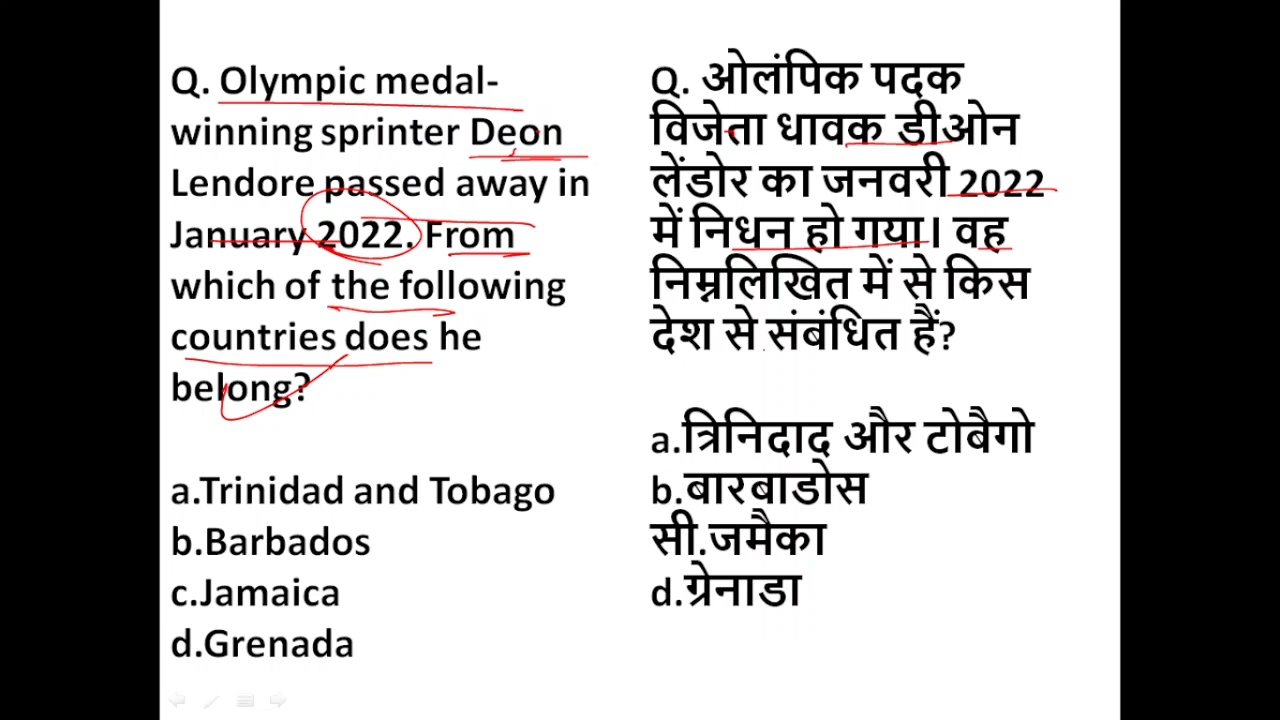 Q. Olympic medal-
winning sprinter Deon
Lendore passed away in
January 2022. From
which of the following
countries does he
belong?
a.Trinidad and Tobago
b.Barbados
c.Jamaica
d.Grenada
Q. ओलंपिक पदक
विजेता धावक डीओन
लेंडोर का जनवरी 2022
में निधन हो गया। वह
निम्नलिखित में से किस
देश से संबंधित हैं?
a.त्रिनिदाद और टोबैगो
b.बारबाडोस
सी.जमैका
d.ग्रेनाडा